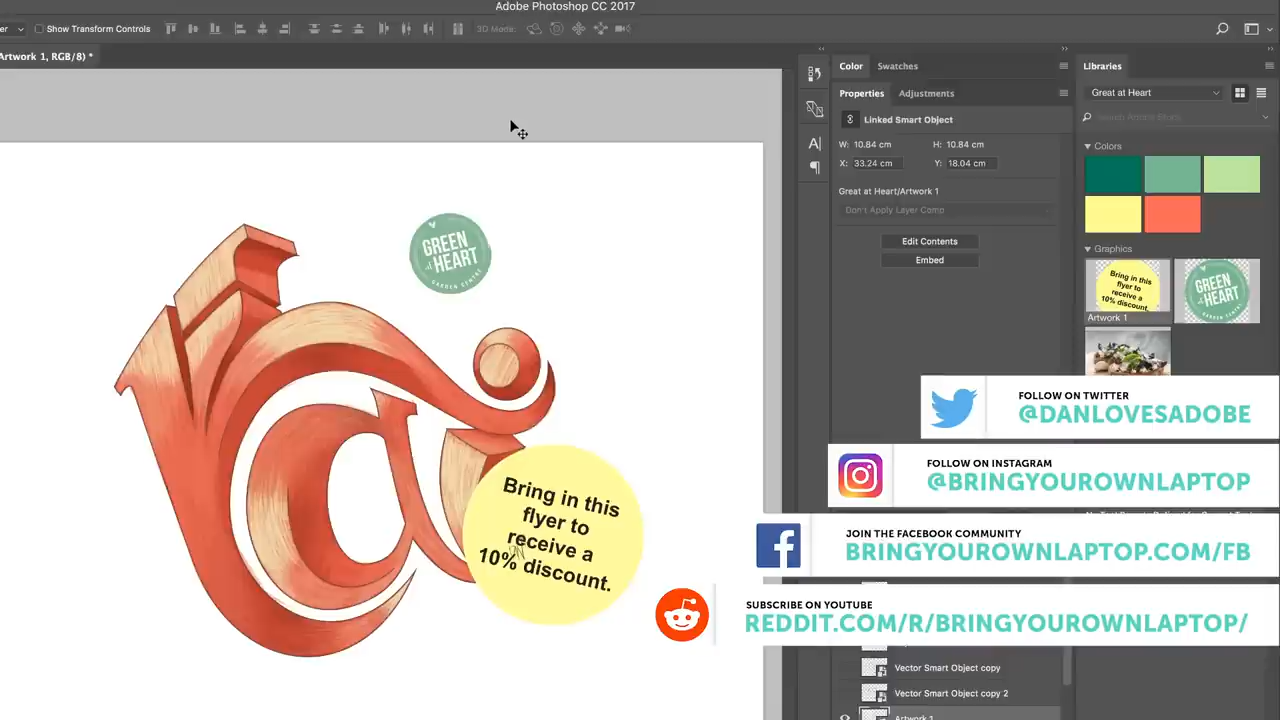 Adobe Photoshop CC 2017
Show Transform Controls
3D Mode:
Artwork 1, RGB/8) *
Color
Swatches
Libraries
Properties
Adjustments
Great at Heart
Linked Smart Object
W: 10.84 cm
H: 10.84 cm
X: 33.24 cm
Y: 18.04 cm
Colors
Great at Heart/Artwork 1
Don't Apply Layer Comp
Edit Contents
Embed
Graphics
Bring in this
flyer to
receive a
10% discount.
Artwork 1
GREEN
at HEART
GARDEN CENTRE
GREEN
at HEART
GARDEN CENTRE
Bring in this
flyer to
receive a
10% discount.
FOLLOW ON TWITTER
@DANLOVESADOBE
FOLLOW ON INSTAGRAM
@BRINGYOUROWNLAPTOP
JOIN THE FACEBOOK COMMUNITY
BRINGYOUROWNLAPTOP.COM/FB
SUBSCRIBE ON YOUTUBE
REDDIT.COM/R/BRINGYOUROWNLAPTOP/
Vector Smart Object copy
Vector Smart Object copy 2
Artwork 1